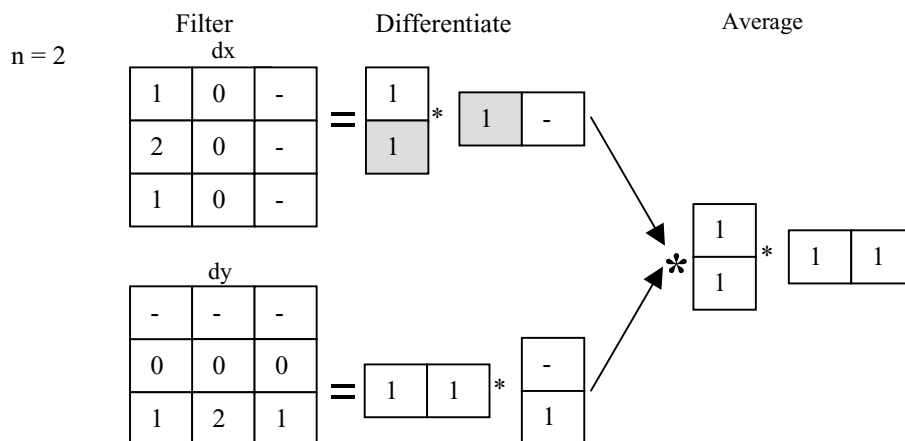 Filter Differentiate Average
n = 2
dx
1 0 -
2 0 -
1 0 -
=
1
1
*
1 -
*
1
1
*
1 1
dy
- - -
0 0 0
1 2 1
=
1 1
*
-
1